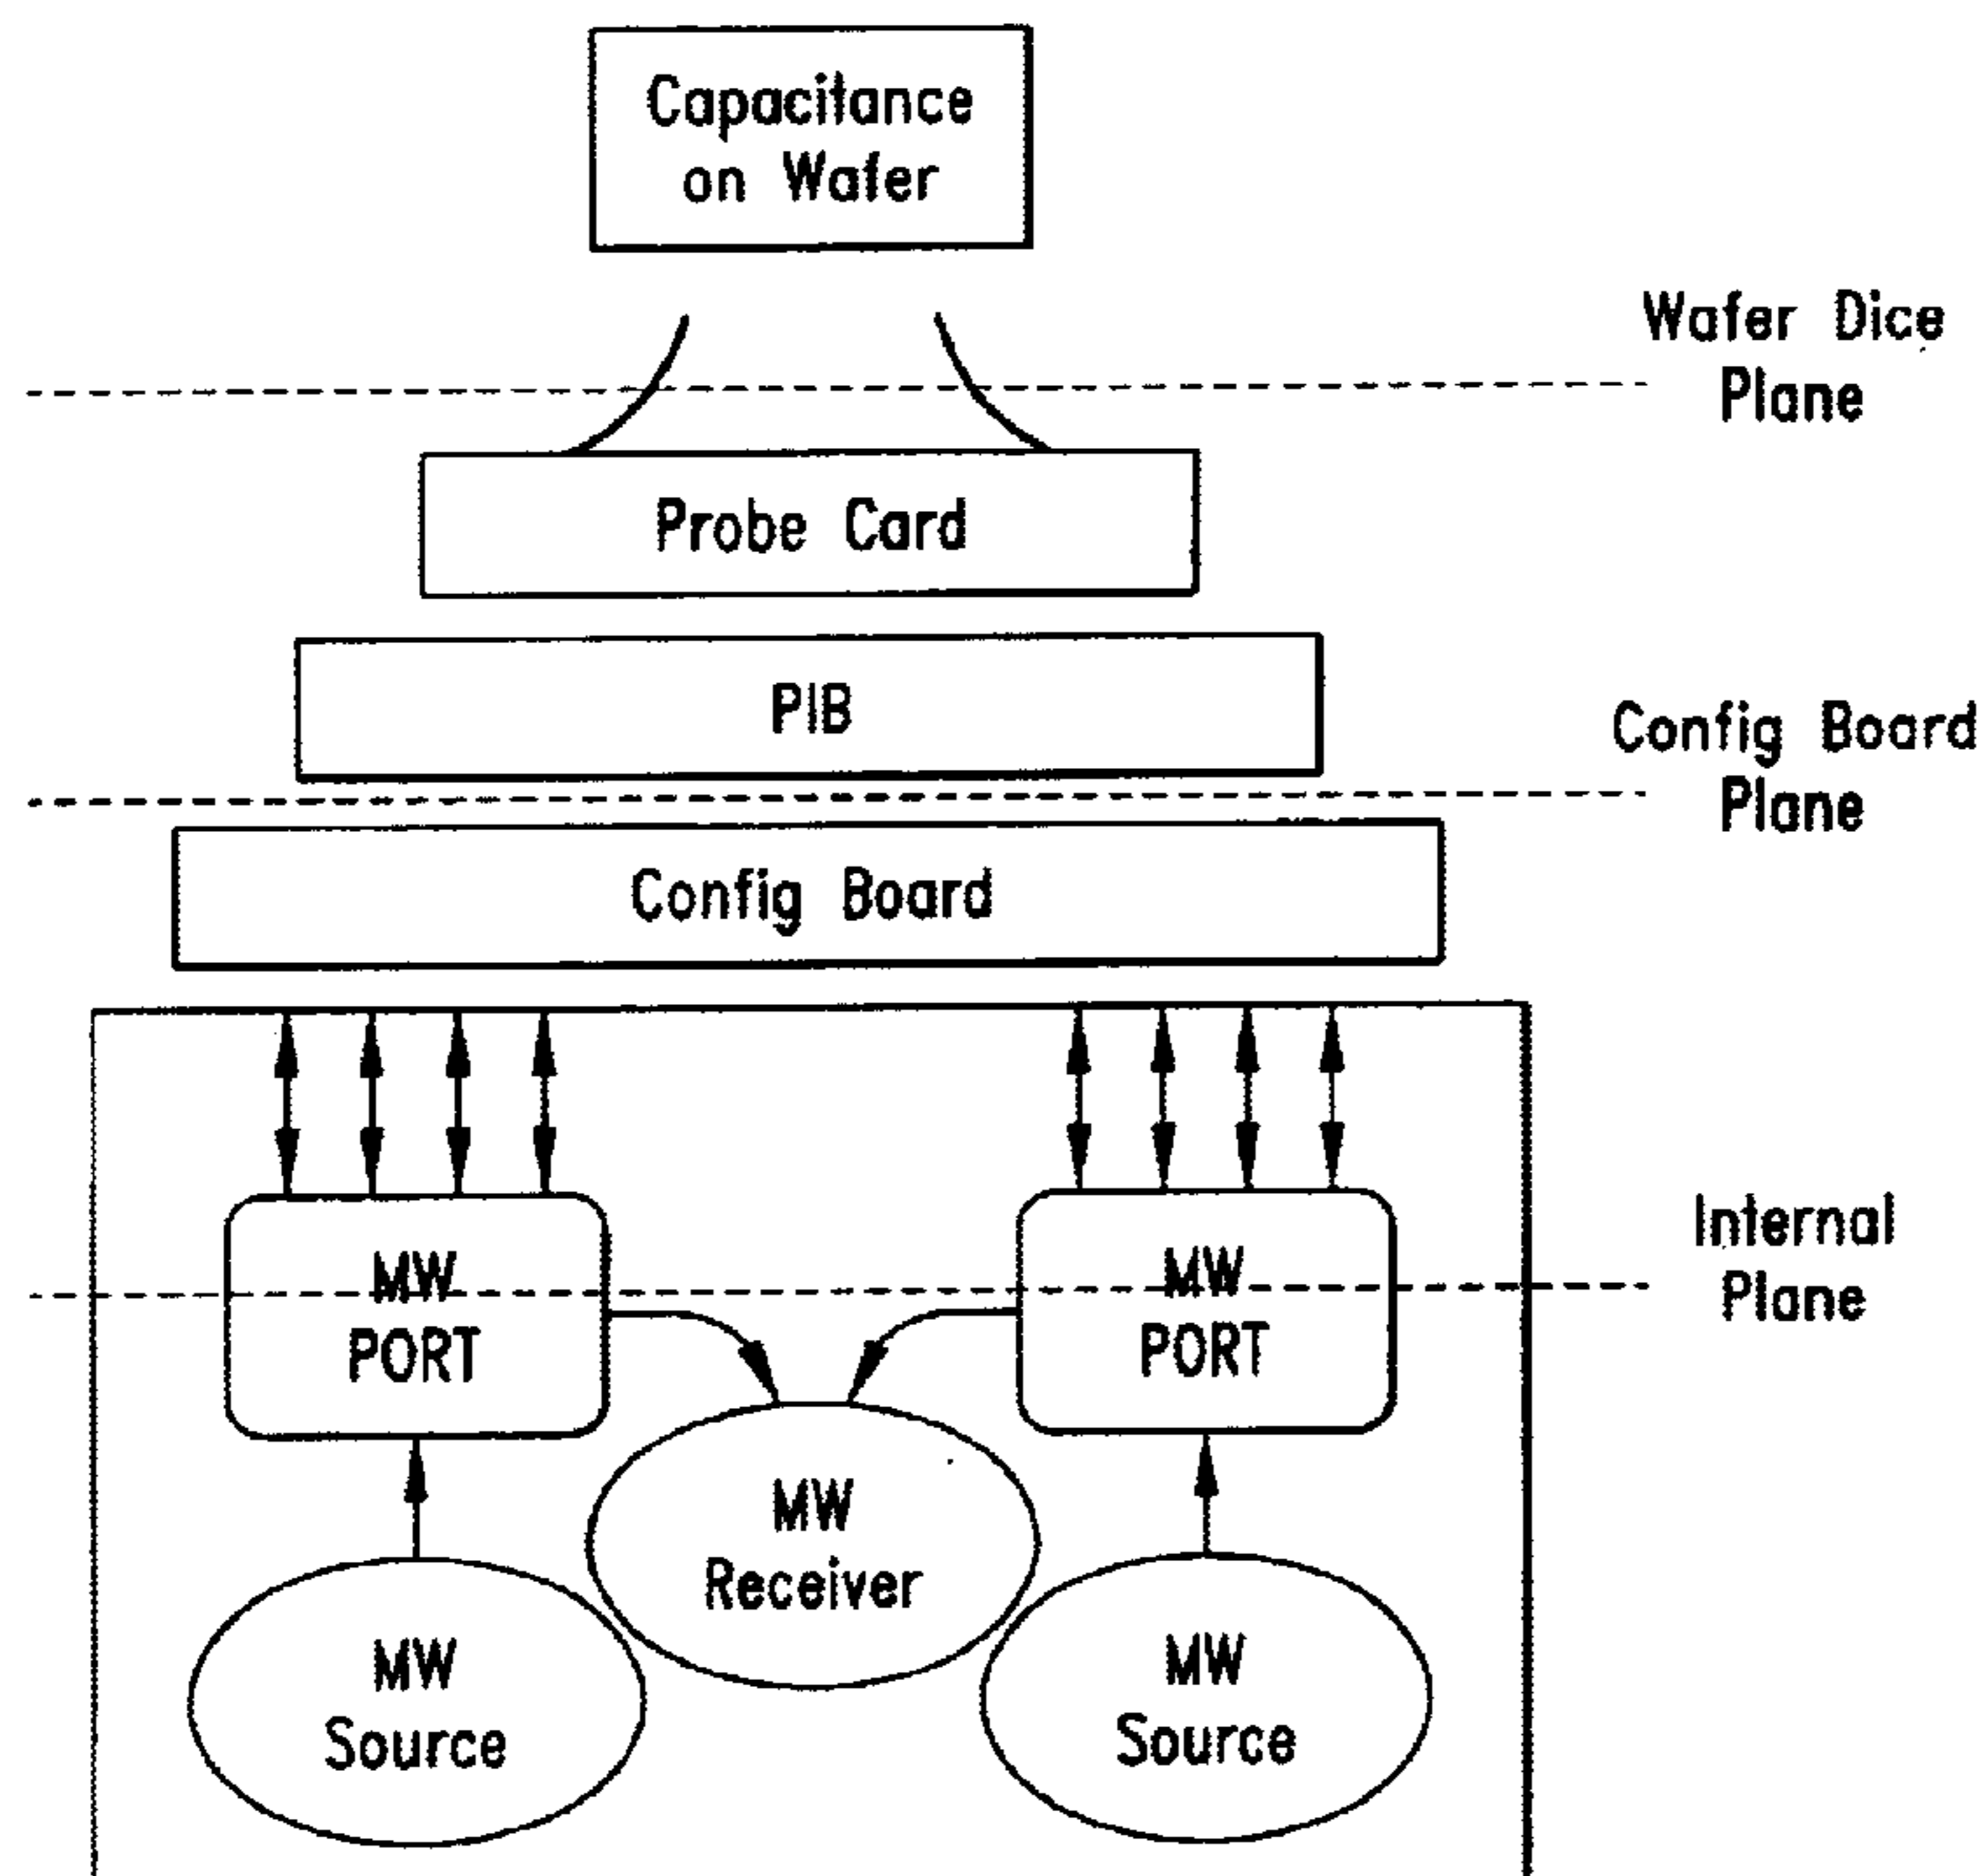 Capacitance
on Wafer
Wafer Dice
Plane
Probe Card
PIB
Config Board
Plane
Config Board
MW
PORT
MW
PORT
Internal
Plane
MW
Receiver
MW
Source
MW
Source